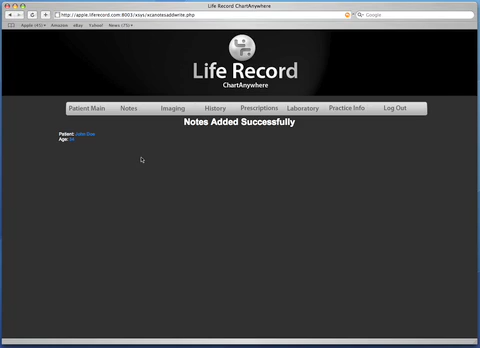 Life Record ChartAnywhere
http://apple.liferecord.com:8003/xsys/xcanotesaddwrite.php
Google
Apple (45) Amazon eBay Yahoo! News (75)
Life Record
ChartAnywhere
Patient Main Notes Imaging History Prescriptions Laboratory Practice Info Log Out
Notes Added Successfully
Patient: John Doe
Age: